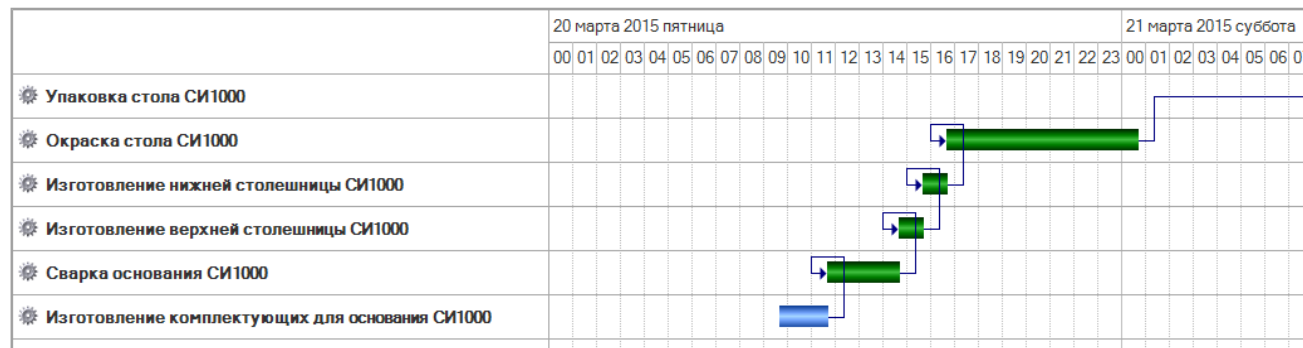 20 марта 2015 пятница 21 марта 2015 суббота
00 01 02 03 04 05 06 07 08 09 10 11 12 13 14 15 16 17 18 19 20 21 22 23 00 01 02 03 04 05 06
Упаковка стола СИ1000
Окраска стола СИ1000
Изготовление нижней столешницы СИ1000
Изготовление верхней столешницы СИ1000
Сварка основания СИ1000
Изготовление комплектующих для основания СИ1000